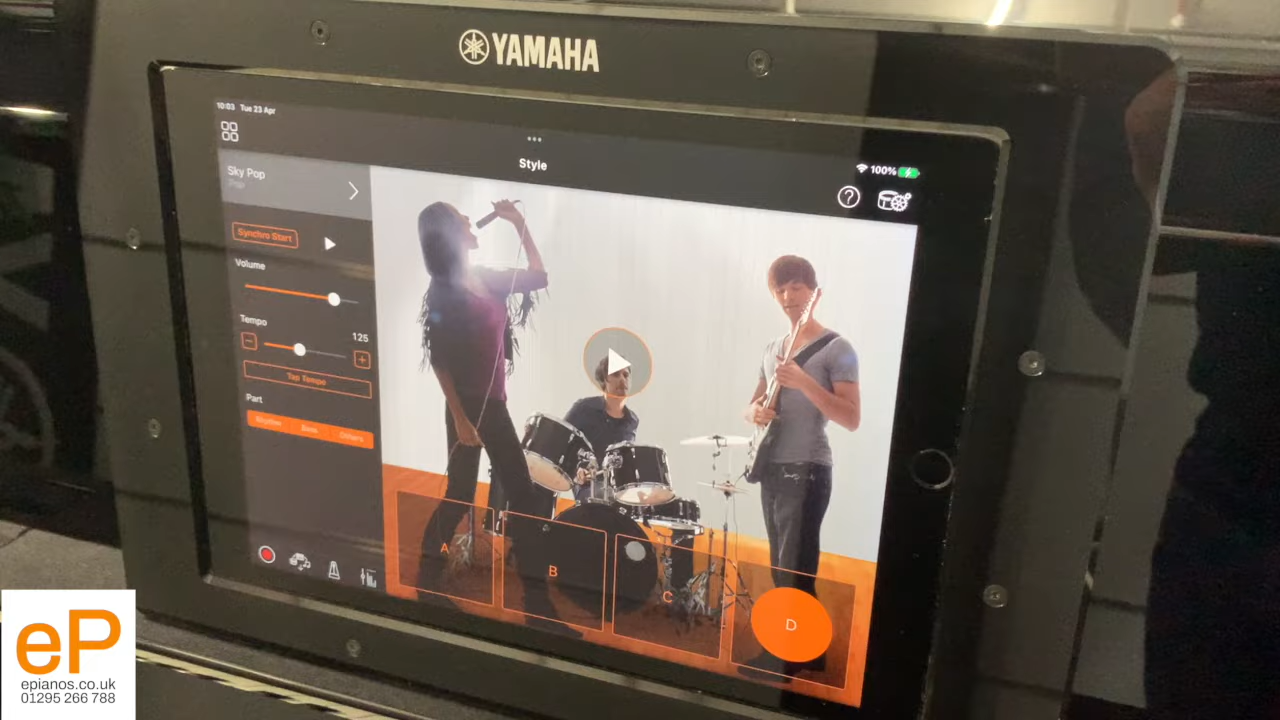 YAMAHA
10:03 Tue 23 Apr
Style
100%
Sky Pop
Pop
?
Synchro Start
Volume
Tempo
125
Tap Tempo
Part
Rhythm Bass Others
A
B
C
D
eP
epianos.co.uk
01295 266 788